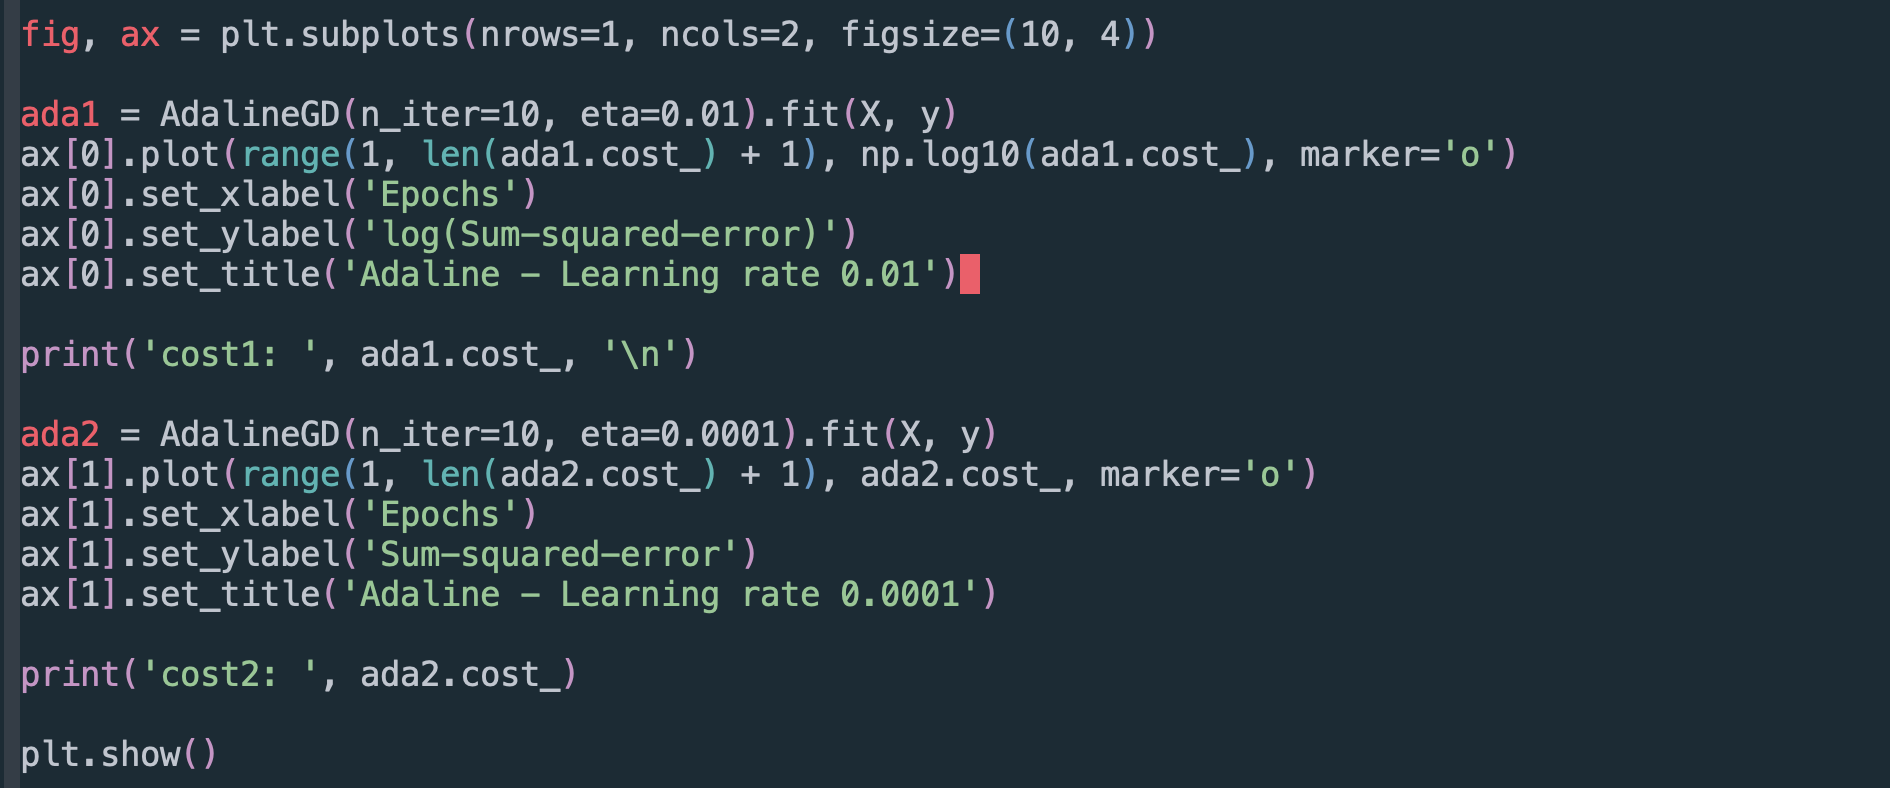 fig, ax = plt.subplots(nrows=1, ncols=2, figsize=(10, 4))
ada1 = AdalineGD(n_iter=10, eta=0.01).fit(X, y)
ax[0].plot(range(1, len(ada1.cost_) + 1), np.log10(ada1.cost_), marker='o')
ax[0].set_xlabel('Epochs')
ax[0].set_ylabel('log(Sum-squared-error)')
ax[0].set_title('Adaline - Learning rate 0.01')
print('cost1: ', ada1.cost_, '\n')
ada2 = AdalineGD(n_iter=10, eta=0.0001).fit(X, y)
ax[1].plot(range(1, len(ada2.cost_) + 1), ada2.cost_, marker='o')
ax[1].set_xlabel('Epochs')
ax[1].set_ylabel('Sum-squared-error')
ax[1].set_title('Adaline - Learning rate 0.0001')
print('cost2: ', ada2.cost_)
plt.show()